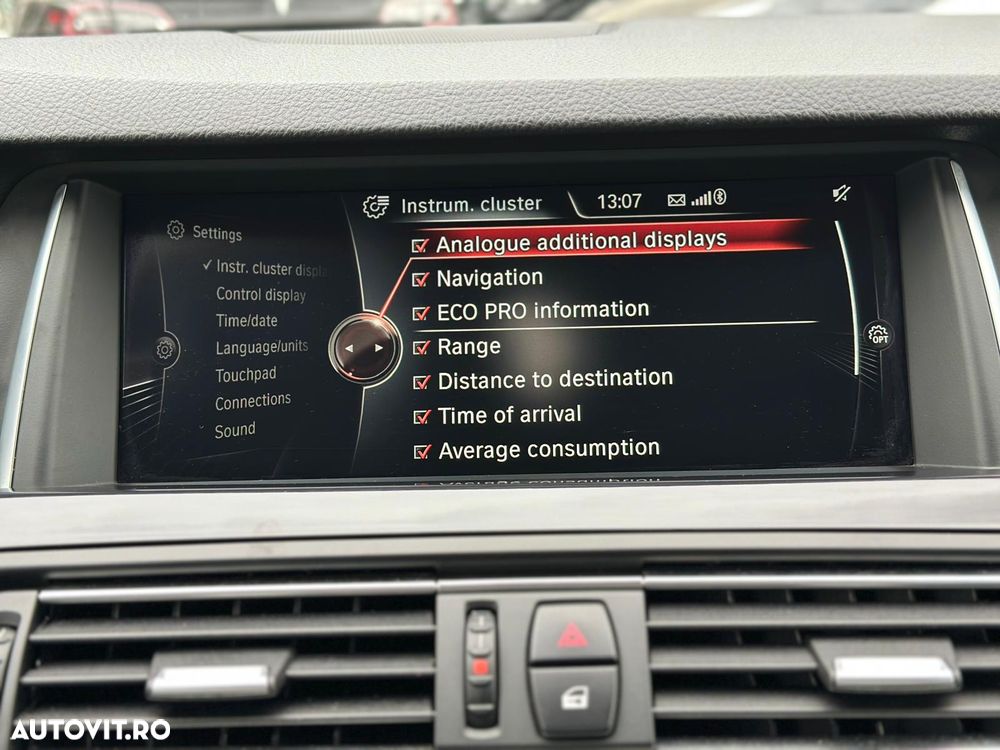 Instrum. cluster
13:07
Settings
Instr. cluster displa
Control display
Time/date
Language/units
Touchpad
Connections
Sound
Analogue additional displays
Navigation
ECO PRO information
Range
Distance to destination
Time of arrival
Average consumption
OPT
AUTOVIT.RO